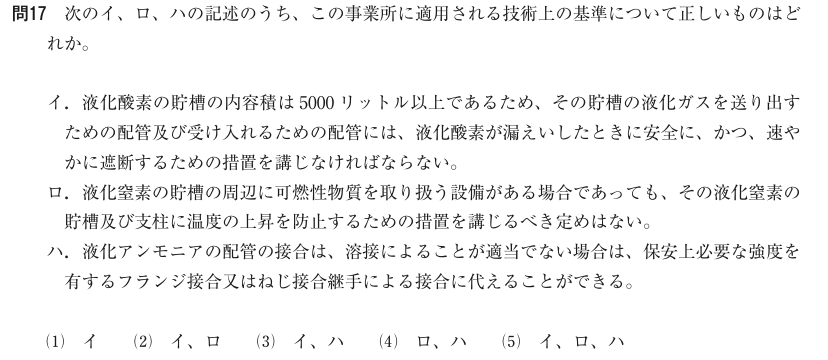 問17　次のイ、ロ、ハの記述のうち、この事業所に適用される技術上の基準について正しいものはど
れか。
イ．液化酸素の貯槽の内容積は 5000 リットル以上であるため、その貯槽の液化ガスを送り出す
ための配管及び受け入れるための配管には、液化酸素が漏えいしたときに安全に、かつ、速や
かに遮断するための措置を講じなければならない。
ロ．液化窒素の貯槽の周辺に可燃性物質を取り扱う設備がある場合であっても、その液化窒素の
貯槽及び支柱に温度の上昇を防止するための措置を講じるべき定めはない。
ハ．液化アンモニアの配管の接合は、溶接によることが適当でない場合は、保安上必要な強度を
有するフランジ接合又はねじ接合継手による接合に代えることができる。
(1)　イ　　(2)　イ、ロ　　(3)　イ、ハ　　(4)　ロ、ハ　　(5)　イ、ロ、ハ